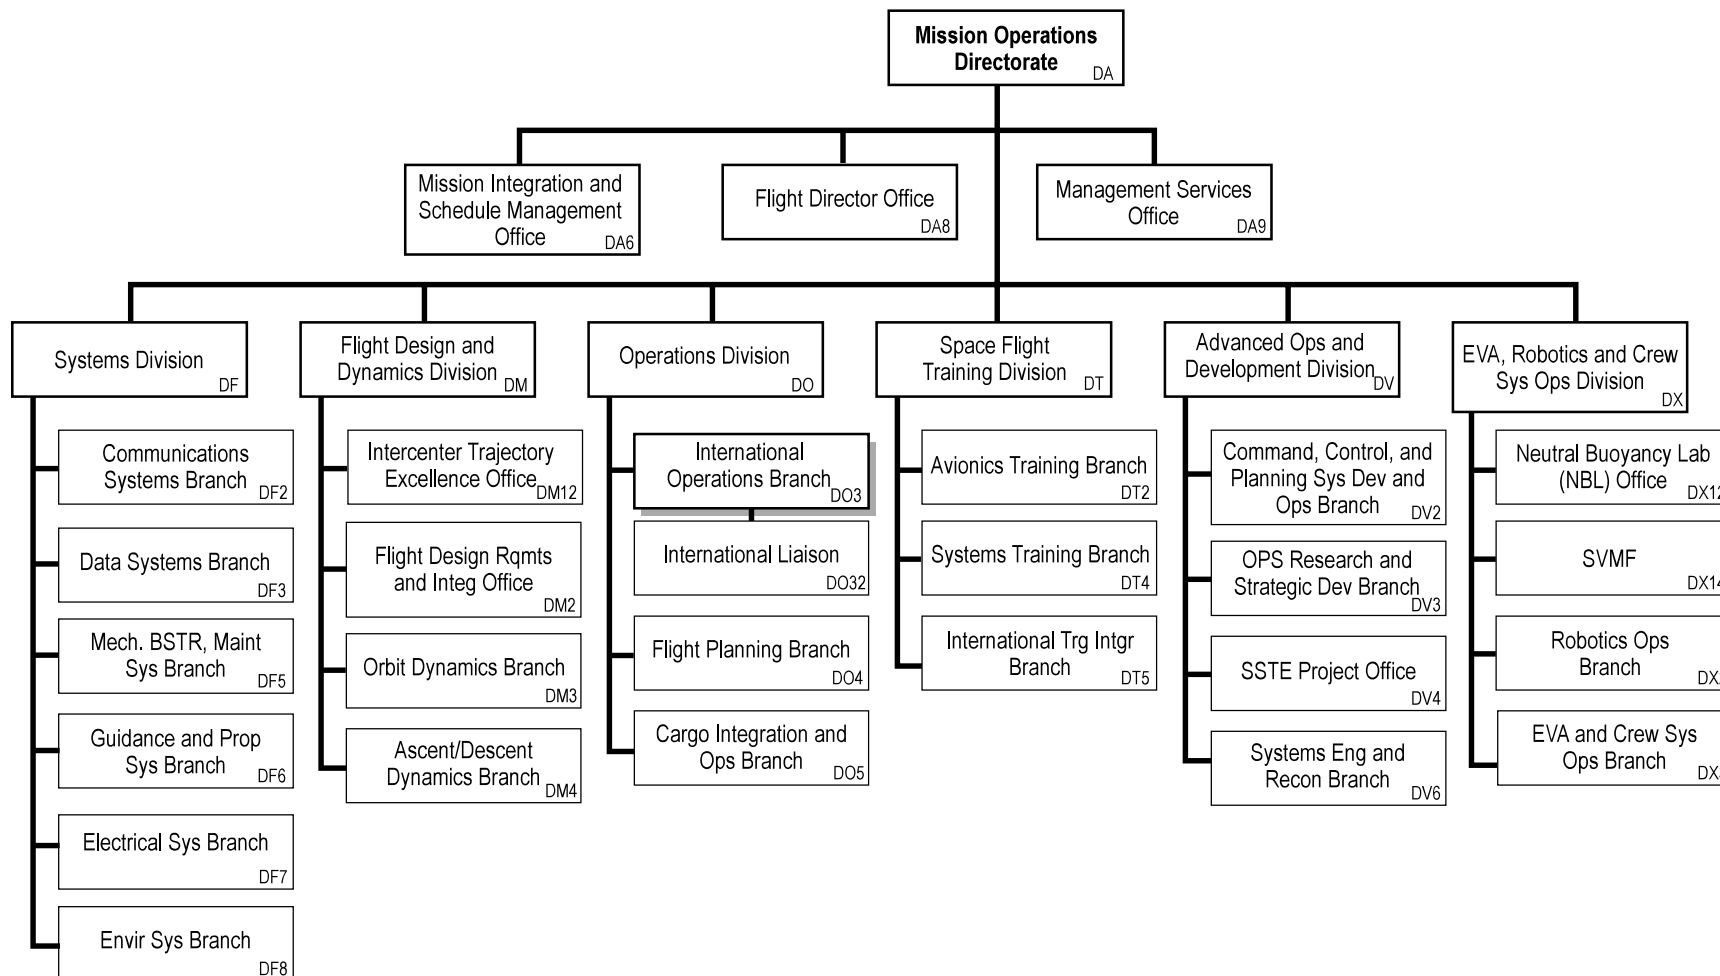 Mission Operations
Directorate
DA
Mission Integration and
Schedule Management
Office
DA6
Flight Director Office
DA8
Management Services
Office
DA9
Systems Division
DF
Flight Design and
Dynamics Division
DM
Operations Division
DO
Space Flight
Training Division
DT
Advanced Ops and
Development Division
DV
EVA, Robotics and Crew
Sys Ops Division
DX
Communications
Systems Branch
DF2
Data Systems Branch
DF3
Mech. BSTR, Maint
Sys Branch
DF5
Guidance and Prop
Sys Branch
DF6
Electrical Sys Branch
DF7
Envir Sys Branch
DF8
Intercenter Trajectory
Excellence Office
DM12
Flight Design Rqmts
and Integ Office
DM2
Orbit Dynamics Branch
DM3
Ascent/Descent
Dynamics Branch
DM4
International
Operations Branch
DO3
International Liaison
DO32
Flight Planning Branch
DO4
Cargo Integration and
Ops Branch
DO5
Avionics Training Branch
DT2
Systems Training Branch
DT4
International Trg Intgr
Branch
DT5
Command, Control, and
Planning Sys Dev and
Ops Branch
DV2
OPS Research and
Strategic Dev Branch
DV3
SSTE Project Office
DV4
Systems Eng and
Recon Branch
DV6
Neutral Buoyancy Lab
(NBL) Office
DX12
SVMF
DX14
Robotics Ops
Branch
EVA and Crew Sys
Ops Branch